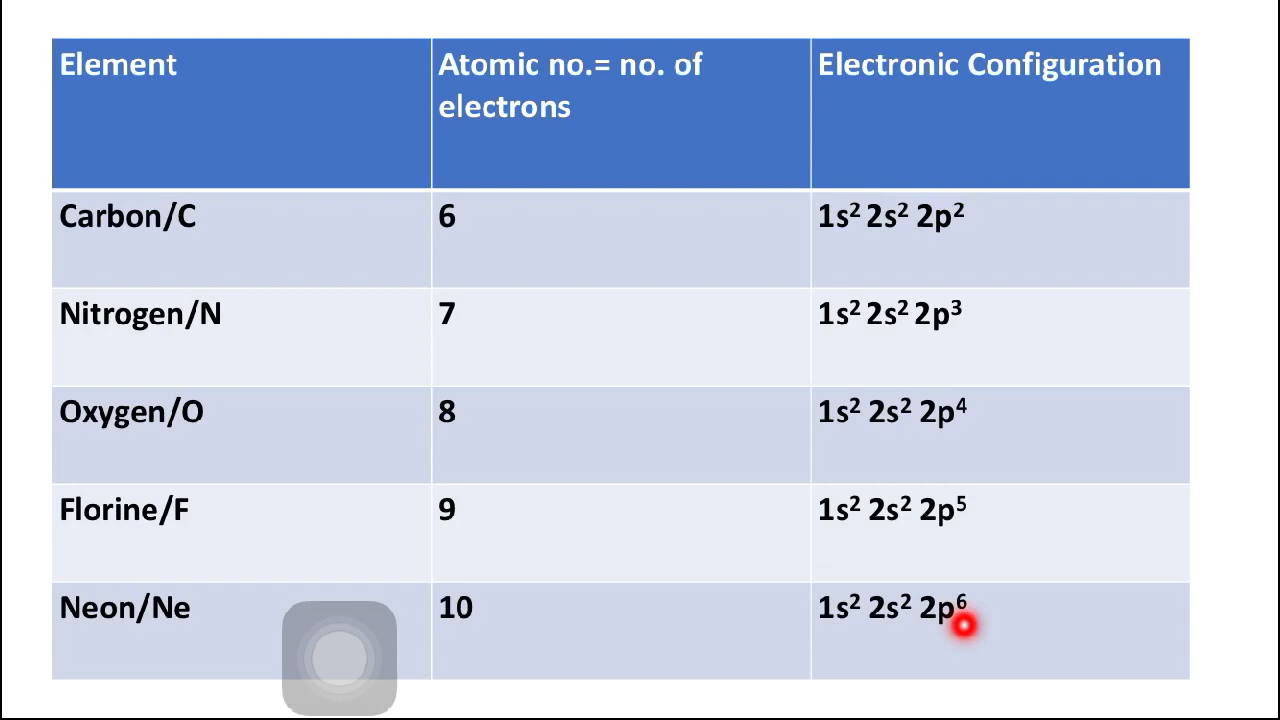 Element
Atomic no.= no. of
electrons
Electronic Configuration
Carbon/C
6
1s² 2s² 2p²
Nitrogen/N
7
1s² 2s² 2p³
Oxygen/O
8
1s² 2s² 2p⁴
Florine/F
9
1s² 2s² 2p⁵
Neon/Ne
10
1s² 2s² 2p⁶